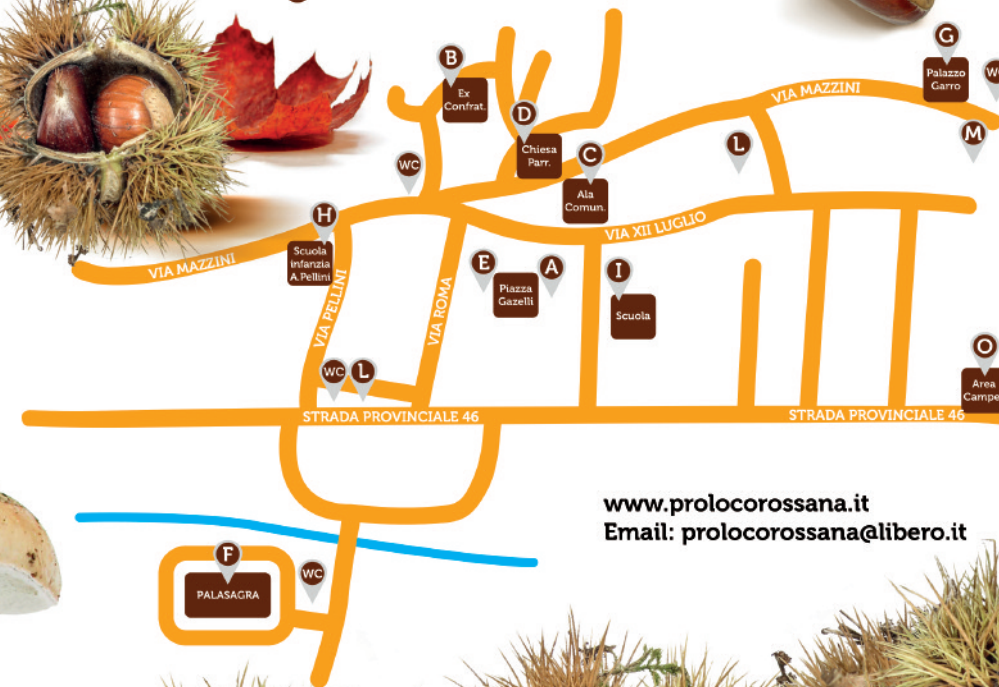 G
Palazzo
Garro
WC
VIA MAZZINI
B
Ex
Confrat.
D
Chiesa
Parr.
C
Ala
Comun.
L
M
WC
H
Scuola
infanzia
A.Pellini
VIA MAZZINI
VIA XII LUGLIO
VIA PELLINI
VIA ROMA
E
Piazza
Gazelli
A
I
Scuola
WC
L
O
Area
STRADA PROVINCIALE 46
STRADA PROVINCIALE 46
www.prolocorossana.it
Email: prolocorossana@libero.it
F
PALASAGRA
WC